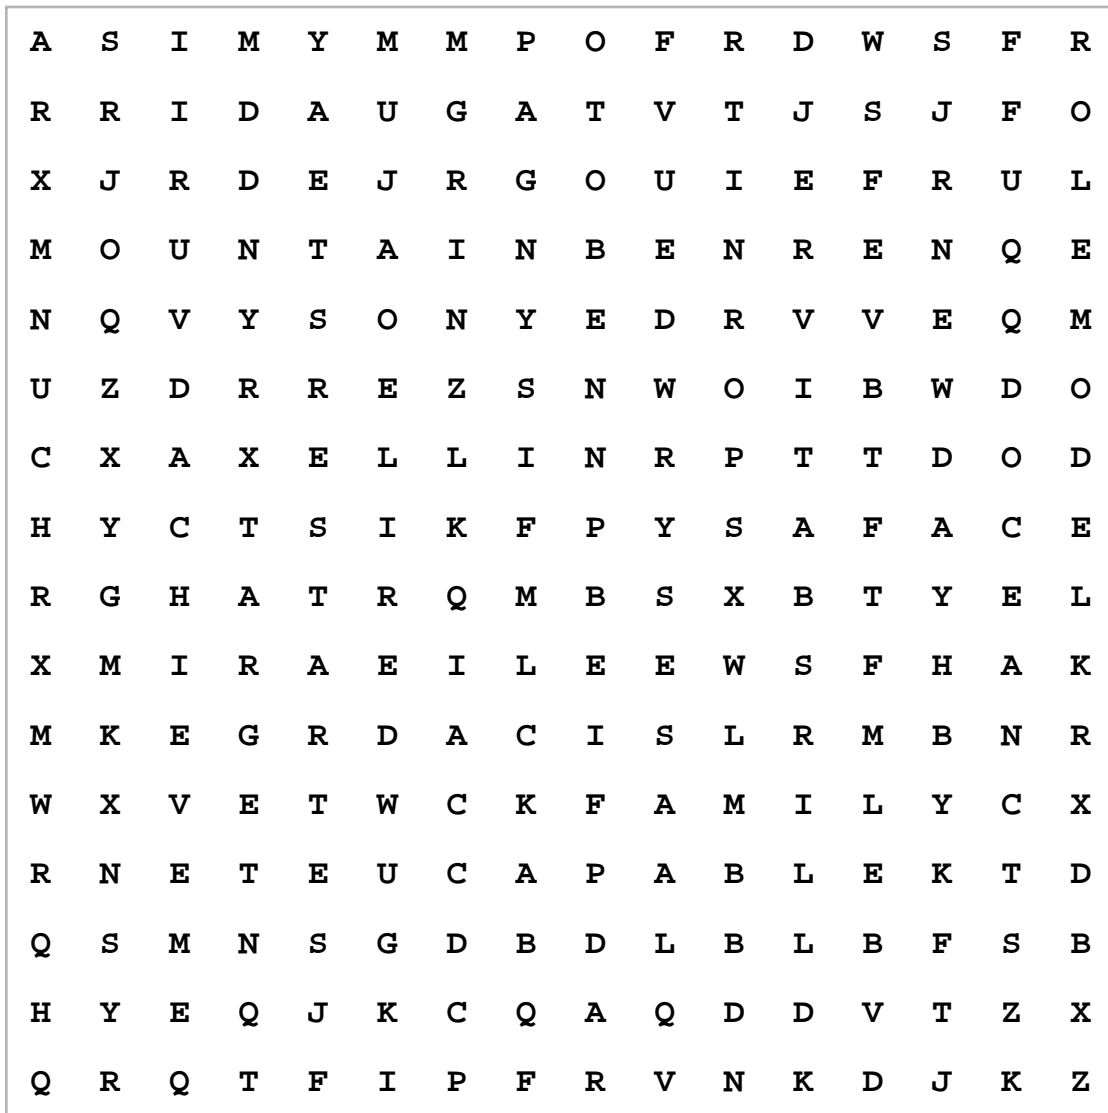 A S I M Y M M P O F R D W S F R
R R I D A U G A T V T J S J F O
X J R D E J R G O U I E F R U L
M O U N T A I N B E N R E N Q E
N Q V Y S O N Y E D R V V E Q M
U Z D R R E Z S N W O I B W D O
C X A X E L L I N R P T T D O D
H Y C T S I K F P Y S A F A C E
R G H A T R Q M B S X B T Y E L
X M I R A E I L E E W S F H A K
M K E G R D A C I S L R M B N R
W X V E T W C K F A M I L Y C X
R N E T E U C A P A B L E K T D
Q S M N S G D B D L B L B F S B
H Y E Q J K C Q A Q D D V T Z X
Q R Q T F I P F R V N K D J K Z